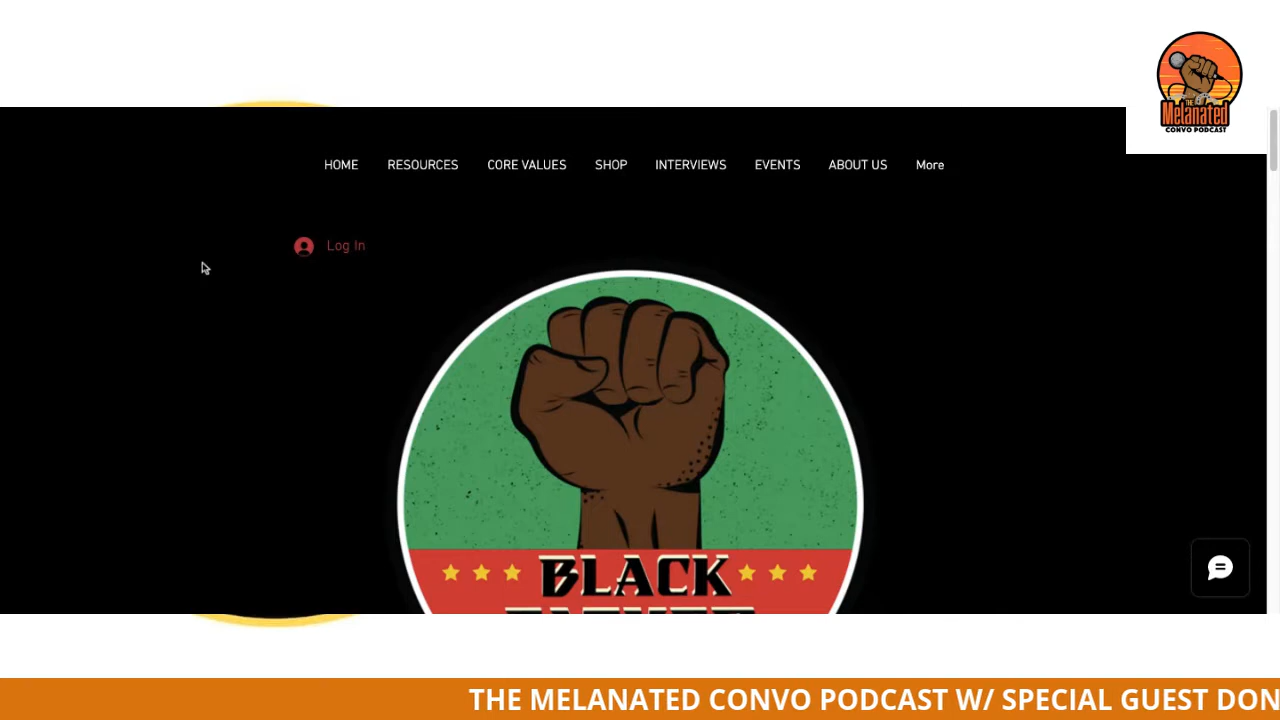 THE
Melanated
CONVO PODCAST
HOME RESOURCES CORE VALUES SHOP INTERVIEWS EVENTS ABOUT US More
Log In
BLACK
THE MELANATED CONVO PODCAST W/ SPECIAL GUEST DON